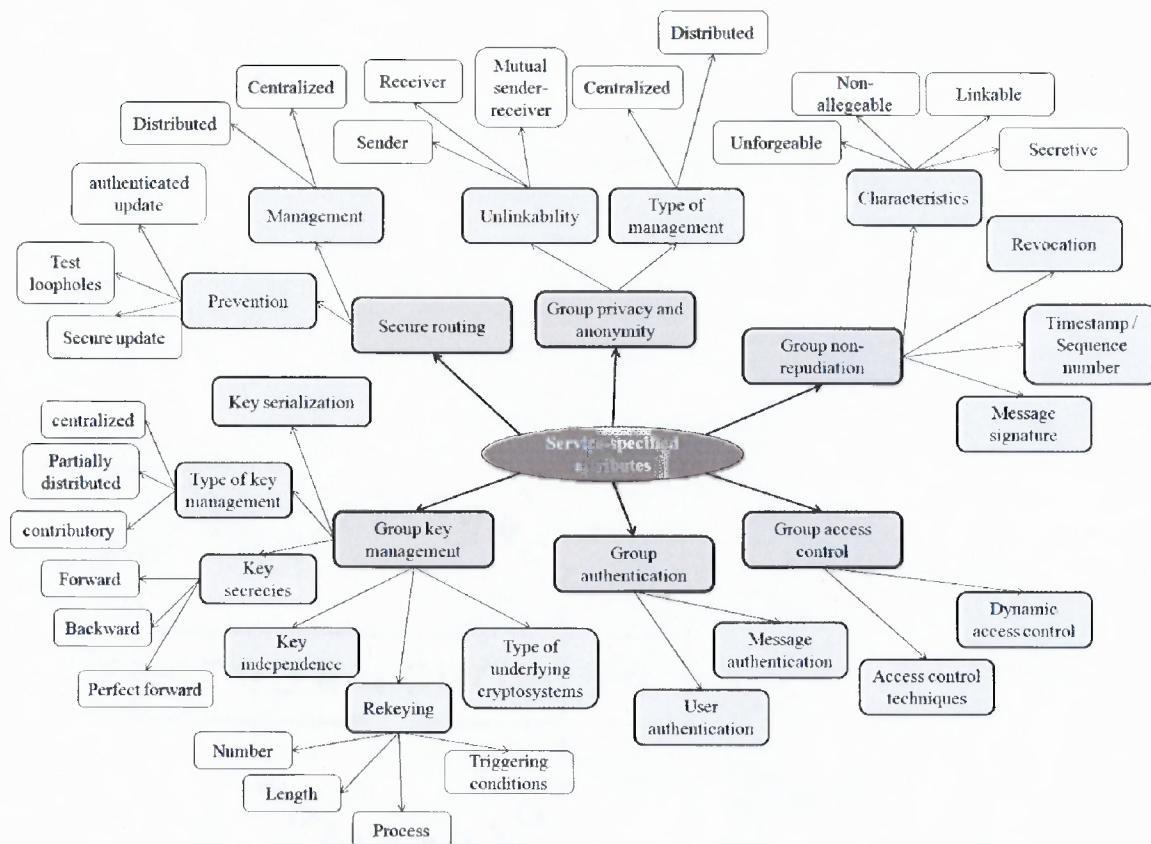 Distributed
Mutual
sender-
receiver
Receiver
Centralized
Centralized
Non-
allegeable
Linkable
Distributed
Sender
Unforgeable
Secretive
authenticated
update
Management
Unlinkability
Type of
management
Characteristics
Revocation
Test
loopholes
Prevention
Secure update
Secure routing
Group privacy and
anonymity
Group non-
repudiation
Timestamp /
Sequence
number
Message
signature
Key serialization
centralized
Partially
distributed
contributory
Type of key
management
Service-specified
attributes
Group key
management
Group
authentication
Group access
control
Forward
Backward
Perfect forward
Key
secrecies
Key
independence
Type of
underlying
cryptosystems
Message
authentication
Dynamic
access control
Access control
techniques
User
authentication
Rekeying
Number
Length
Process
Triggering
conditions